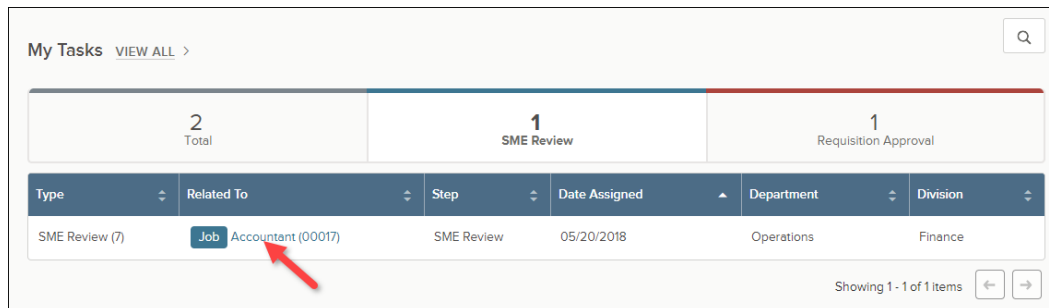 My Tasks VIEW ALL >
2 1 1
Total SME Review Requisition Approval
Type Related To Step Date Assigned Department Division
SME Review (7) Job Accountant (00017) SME Review 05/20/2018 Operations Finance
Showing 1 - 1 of 1 items